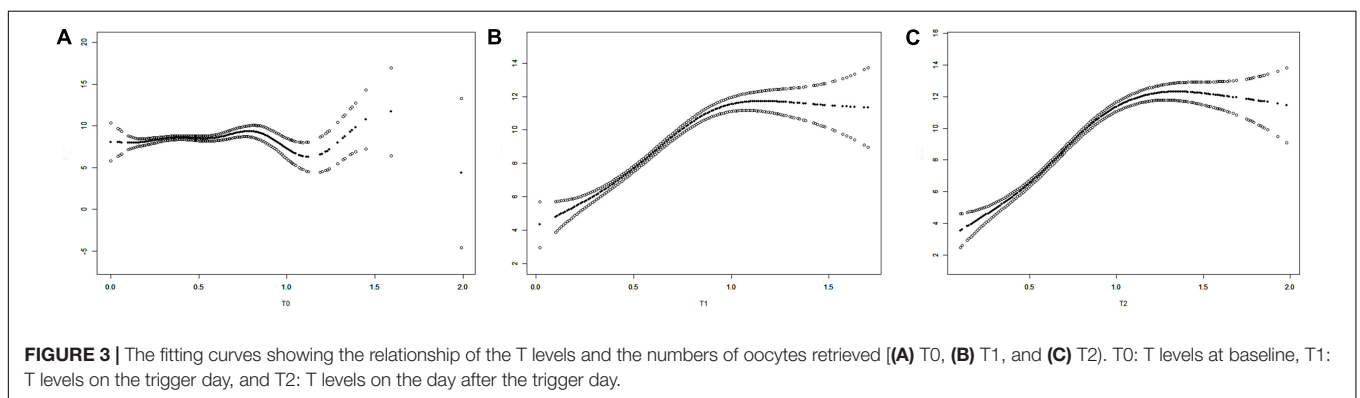 A
20
15
10
5
0
-5
0.0 0.5 1.0 1.5 2.0
T0
B
14
12
10
8
6
4
2
0.0 0.5 1.0 1.5
T1
C
16
14
12
10
8
6
4
2
0.5 1.0 1.5 2.0
T2
FIGURE 3 | The fitting curves showing the relationship of the T levels and the numbers of oocytes retrieved [(A) T0, (B) T1, and (C) T2). T0: T levels at baseline, T1:
T levels on the trigger day, and T2: T levels on the day after the trigger day.